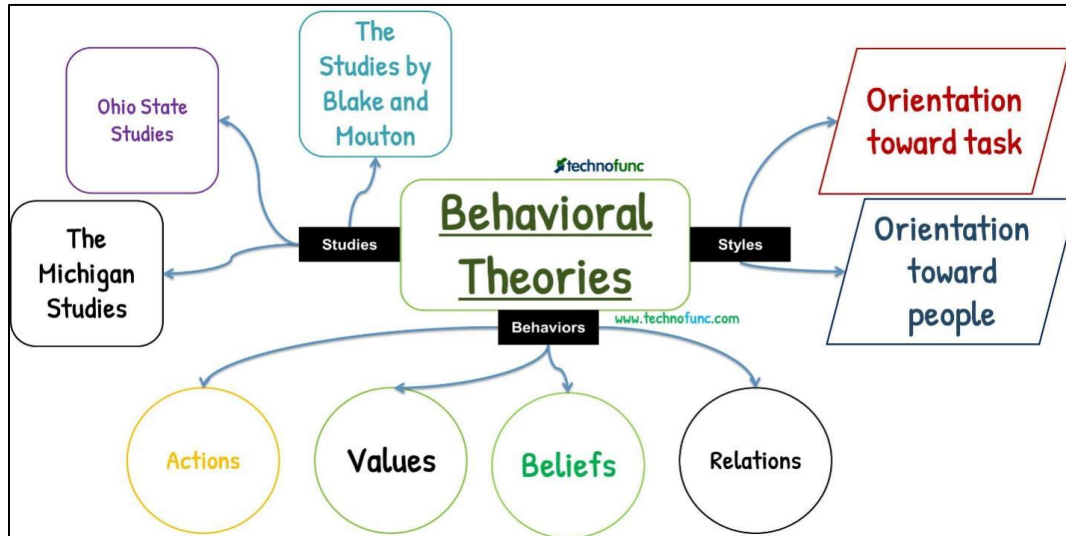 The
Studies by
Blake and
Mouton
Ohio State
Studies
The
Michigan
Studies
Studies
technofunc
Behavioral
Theories
Styles
Orientation
toward task
Orientation
toward
people
Behaviors
www.technofunc.com
Actions
Values
Beliefs
Relations